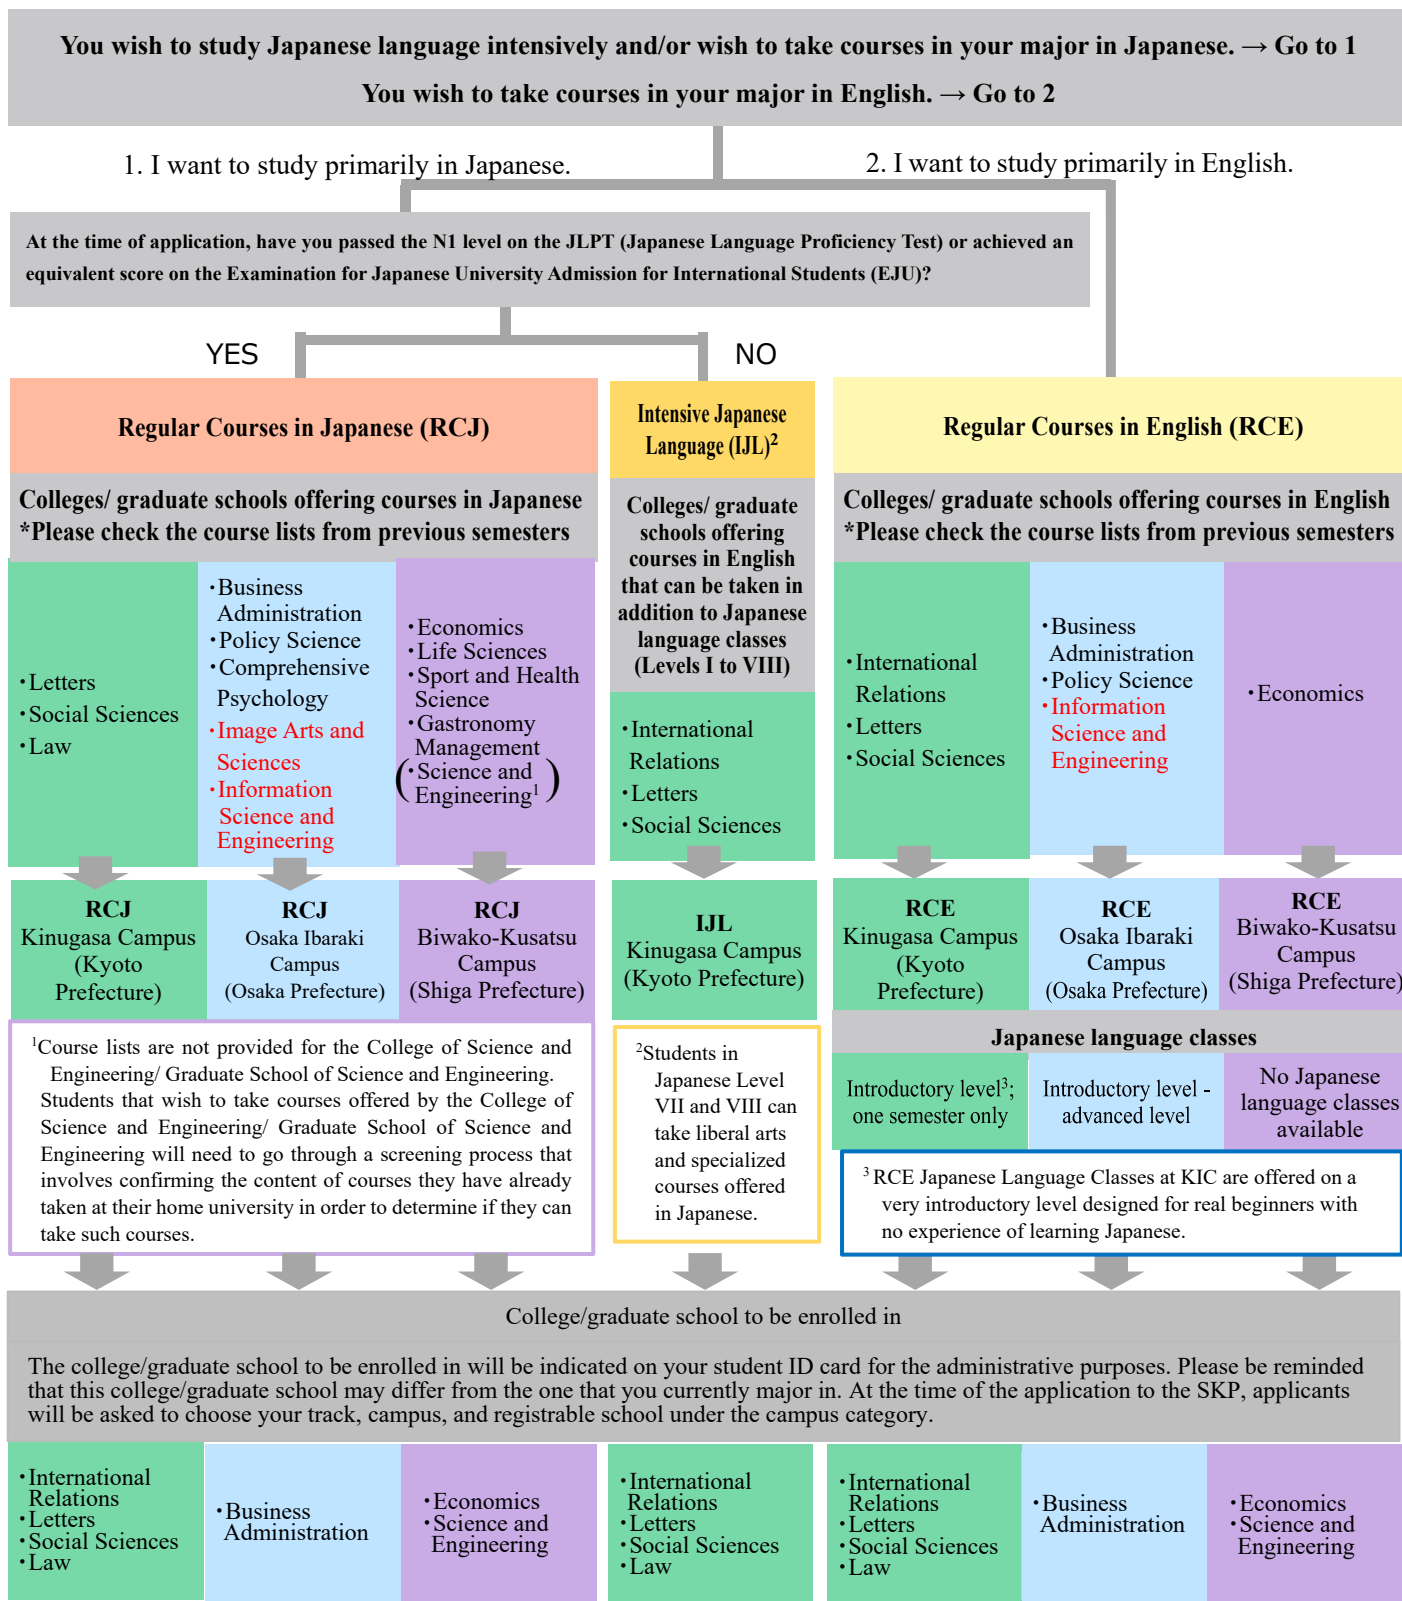 You wish to study Japanese language intensively and/or wish to take courses in your major in Japanese. → Go to 1
You wish to take courses in your major in English. → Go to 2
1. I want to study primarily in Japanese.
2. I want to study primarily in English.
At the time of application, have you passed the N1 level on the JLPT (Japanese Language Proficiency Test) or achieved an
equivalent score on the Examination for Japanese University Admission for International Students (EJU)?
YES
NO
Regular Courses in Japanese (RCJ)
Colleges/ graduate schools offering courses in Japanese
*Please check the course lists from previous semesters
・Letters
・Social Sciences
・Law
・Business
Administration
・Policy Science
・Comprehensive
Psychology
・Image Arts and
Sciences
・Information
Science and
Engineering
・Economics
・Life Sciences
・Sport and Health
Science
・Gastronomy
Management
(・Science and
Engineering¹)
RCJ
Kinugasa Campus
(Kyoto
Prefecture)
RCJ
Osaka Ibaraki
Campus
(Osaka Prefecture)
RCJ
Biwako-Kusatsu
Campus
(Shiga Prefecture)
¹Course lists are not provided for the College of Science and
Engineering/ Graduate School of Science and Engineering.
Students that wish to take courses offered by the College of
Science and Engineering/ Graduate School of Science and
Engineering will need to go through a screening process that
involves confirming the content of courses they have already
taken at their home university in order to determine if they can
take such courses.
Intensive Japanese
Language (IJL)²
Colleges/ graduate
schools offering
courses in English
that can be taken in
addition to Japanese
language classes
(Levels I to VIII)
・International
Relations
・Letters
・Social Sciences
IJL
Kinugasa Campus
(Kyoto Prefecture)
²Students in
Japanese Level
VII and VIII can
take liberal arts
and specialized
courses offered
in Japanese.
Regular Courses in English (RCE)
Colleges/ graduate schools offering courses in English
*Please check the course lists from previous semesters
・International
Relations
・Letters
・Social Sciences
・Business
Administration
・Policy Science
・Information
Science and
Engineering
・Economics
RCE
Kinugasa Campus
(Kyoto
Prefecture)
RCE
Osaka Ibaraki
Campus
(Osaka Prefecture)
RCE
Biwako-Kusatsu
Campus
(Shiga Prefecture)
Japanese language classes
Introductory level³;
one semester only
Introductory level -
advanced level
No Japanese
language classes
available
³ RCE Japanese Language Classes at KIC are offered on a
very introductory level designed for real beginners with
no experience of learning Japanese.
College/graduate school to be enrolled in
The college/graduate school to be enrolled in will be indicated on your student ID card for the administrative purposes. Please be reminded
that this college/graduate school may differ from the one that you currently major in. At the time of the application to the SKP, applicants
will be asked to choose your track, campus, and registrable school under the campus category.
・International
Relations
・Letters
・Social Sciences
・Law
・Business
Administration
・Economics
・Science and
Engineering
・International
Relations
・Letters
・Social Sciences
・Law
・International
Relations
・Letters
・Social Sciences
・Law
・Business
Administration
・Economics
・Science and
Engineering